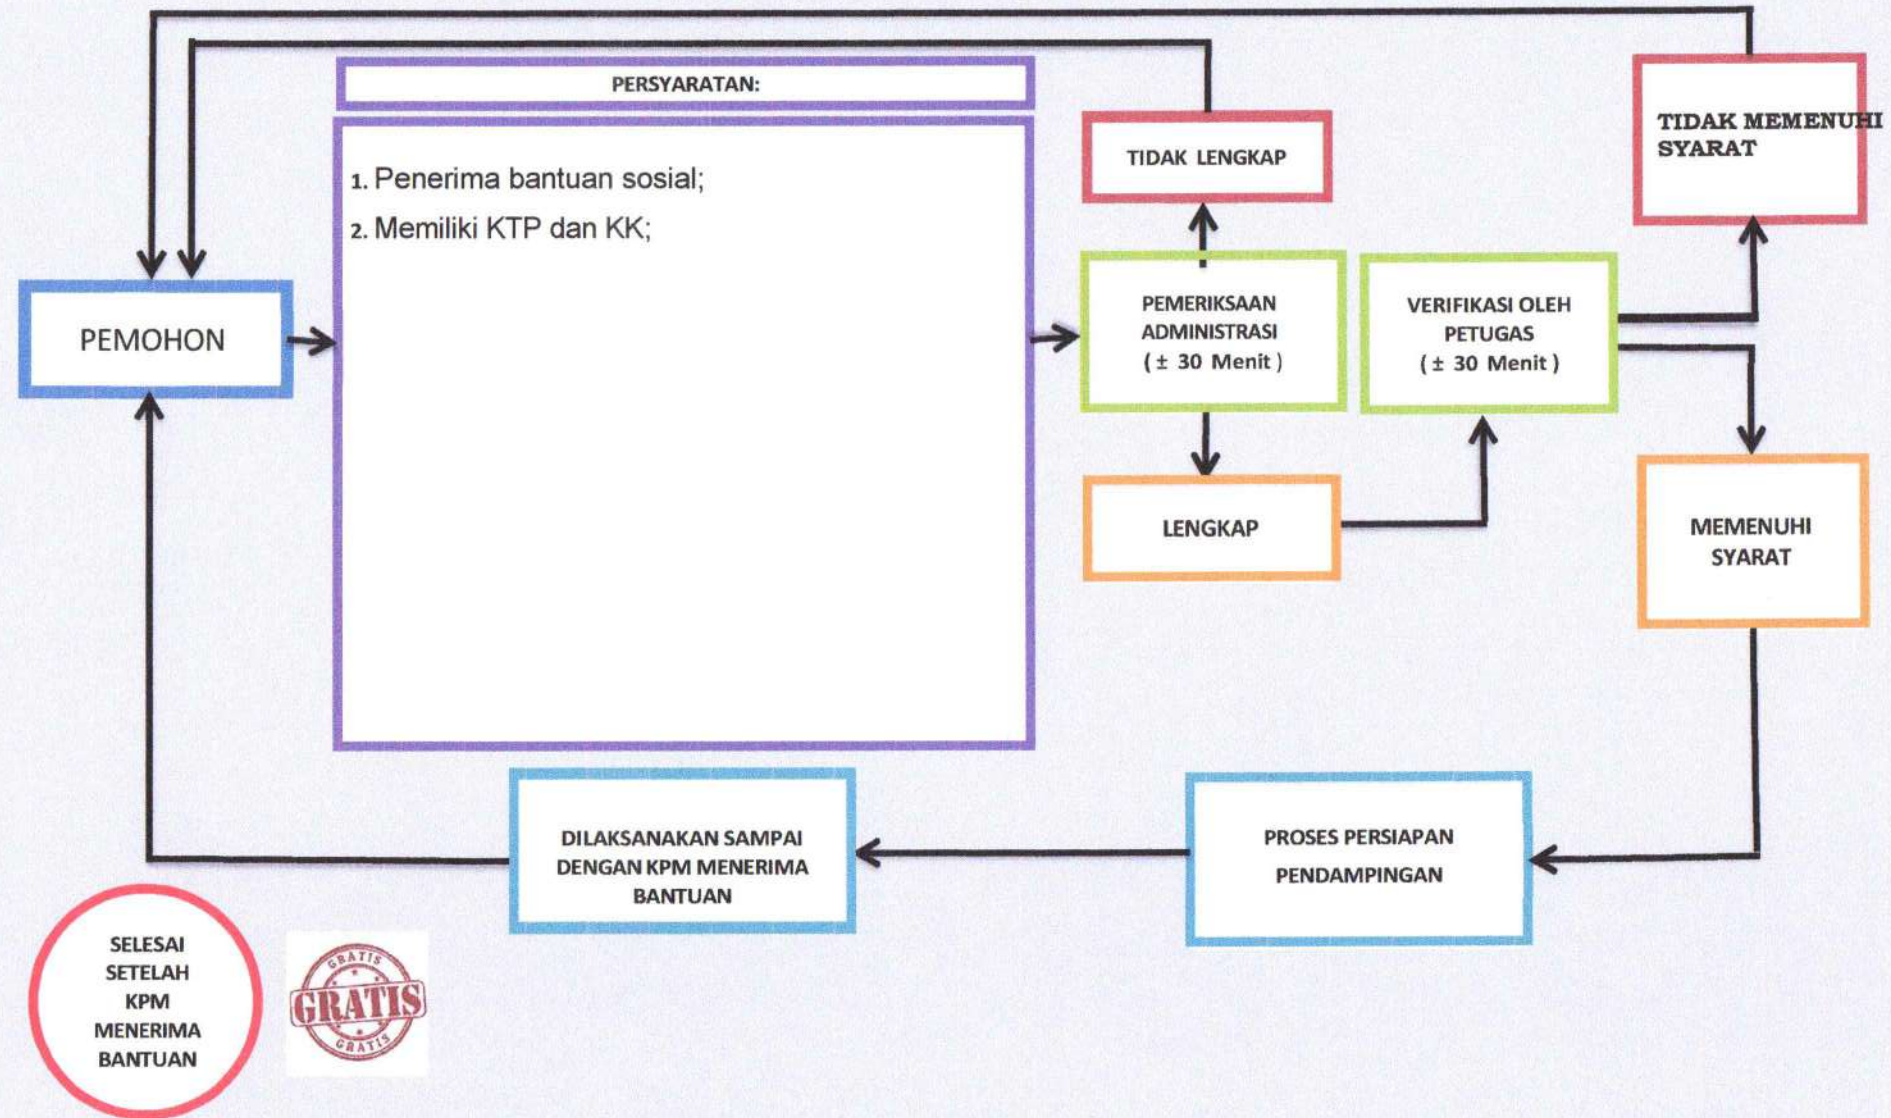 PERSYARATAN:
1. Penerima bantuan sosial;
2. Memiliki KTP dan KK;
PEMOHON
TIDAK LENGKAP
PEMERIKSAAN
ADMINISTRASI
( ± 30 Menit )
LENGKAP
VERIFIKASI OLEH
PETUGAS
( ± 30 Menit )
TIDAK MEMENUHI
SYARAT
MEMENUHI
SYARAT
PROSES PERSIAPAN
PENDAMPINGAN
DILAKSANAKAN SAMPAI
DENGAN KPM MENERIMA
BANTUAN
SELESAI
SETELAH
KPM
MENERIMA
BANTUAN
GRATIS
GRATIS
GRATIS